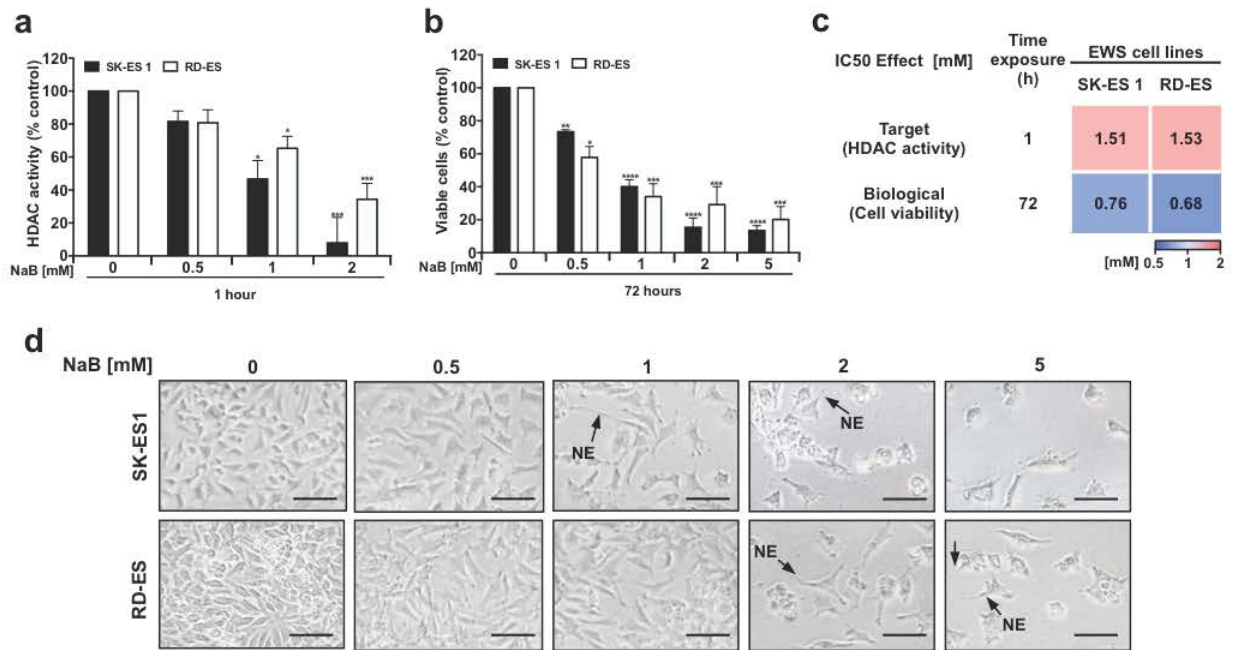 a
HDAC activity (% control)
120
100
80
60
40
20
0
SK-ES 1
RD-ES
*
*
***
***
NaB [mM]
0
0.5
1
2
1 hour
b
Viable cells (% control)
120
100
80
60
40
20
0
SK-ES 1
RD-ES
**
*
****
***
****
***
****
***
NaB [mM]
0
0.5
1
2
5
72 hours
c
IC50 Effect [mM]
Time
exposure
(h)
EWS cell lines
SK-ES 1
RD-ES
Target
(HDAC activity)
1
1.51
1.53
Biological
(Cell viability)
72
0.76
0.68
[mM]
0.5
1
2
d
NaB [mM]
0
0.5
1
2
5
SK-ES1
NE
NE
RD-ES
NE
NE